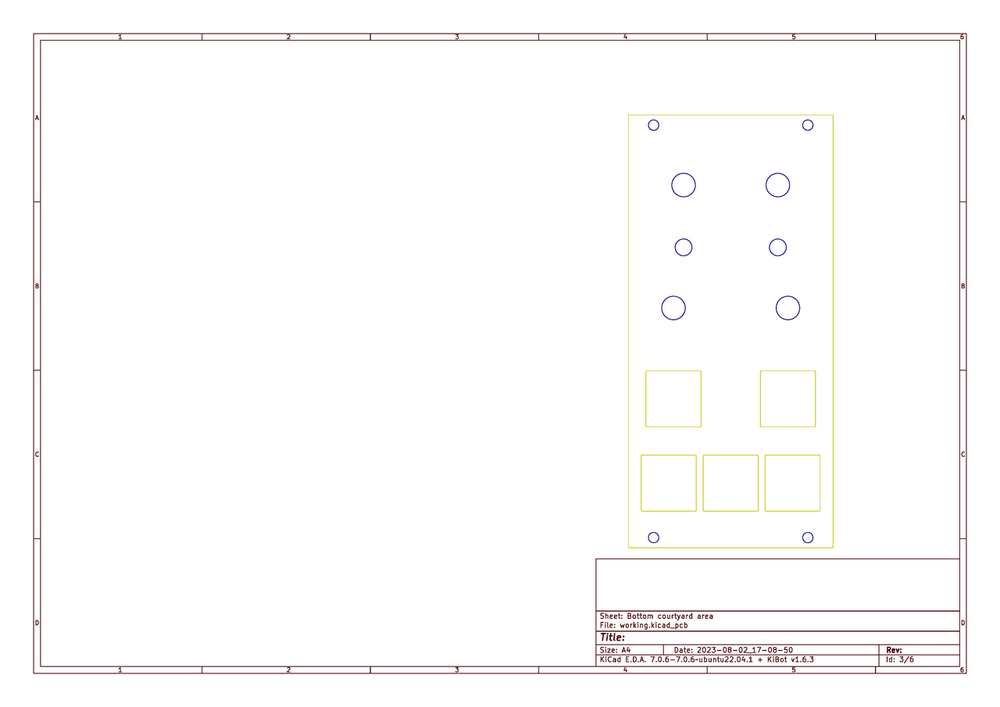 1 2 3 4 5 6
A A
B B
C C
D D
Sheet: Bottom courtyard area
File: working.kicad_pcb
Title:
Size: A4 Date: 2023-08-02_17-08-50 Rev:
KiCad E.D.A. 7.0.6-7.0.6~ubuntu22.04.1 + KiBot v1.6.3 Id: 3/6
1 2 3 4 5 6